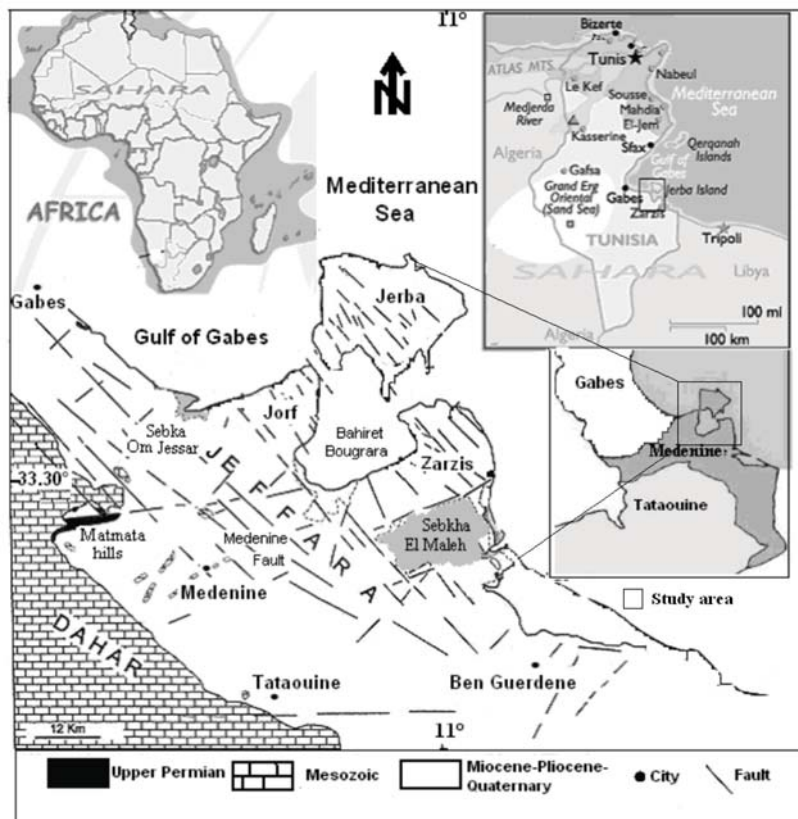 11°
SAHARA
AFRICA
N
Mediterranean
Sea
Bizerte
Tunis
ATLAS MTS.
Nabeul
Le Kef
Sousse
Medjerda
River
Mahdia
El-Jem
Mediterranean
Sea
Kasserine
Sfax
Qerqanah
Islands
Algeria
Gulf of
Gabes
Gafsa
Grand Erg
Oriental
(Sand Sea)
Gabes
Jerba Island
Zarzis
TUNISIA
Tripoli
SAHARA
Libya
Algeria
100 ml
100 km
Gabes
Gulf of Gabes
Jerba
Jorf
Sebka
Om Jessar
Bahiret
Bougrara
Zarzis
JEFFARA
33.30°
Matmata
hills
Medenine
Fault
Sebkha
El Maleh
Medenine
DAHAR
Tataouine
Ben Guerdene
12 Km
11°
Gabes
Medenine
Tataouine
Study area
Upper Permian
Mesozoic
Miocene-Pliocene-
Quaternary
City
Fault